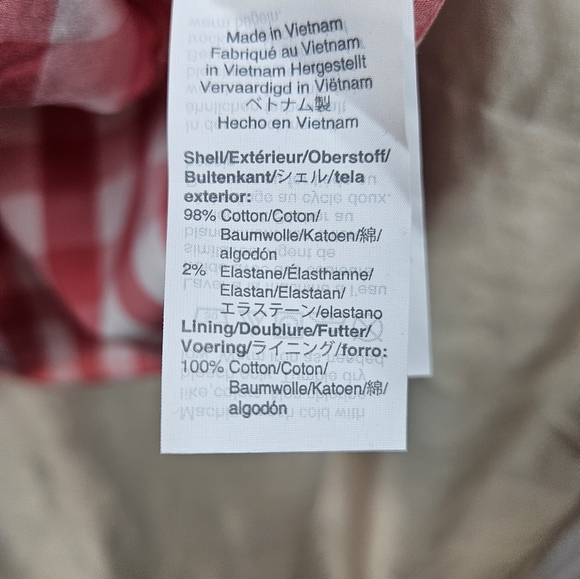 Made in Vietnam
Fabriqué au Vietnam
in Vietnam Hergestellt
Vervaardigd in Viëtnam
ベトナム製
Hecho en Vietnam
Shell/Extérieur/Oberstoff/
Buitenkant/シェル/tela
exterior:
98% Cotton/Coton/
Baumwolle/Katoen/綿/
algodón
2% Elastane/Élasthanne/
Elastan/Elastaan/
エラステーン/elastano
Lining/Doublure/Futter/
Voering/ライニング/forro:
100% Cotton/Coton/
Baumwolle/Katoen/綿/
algodón